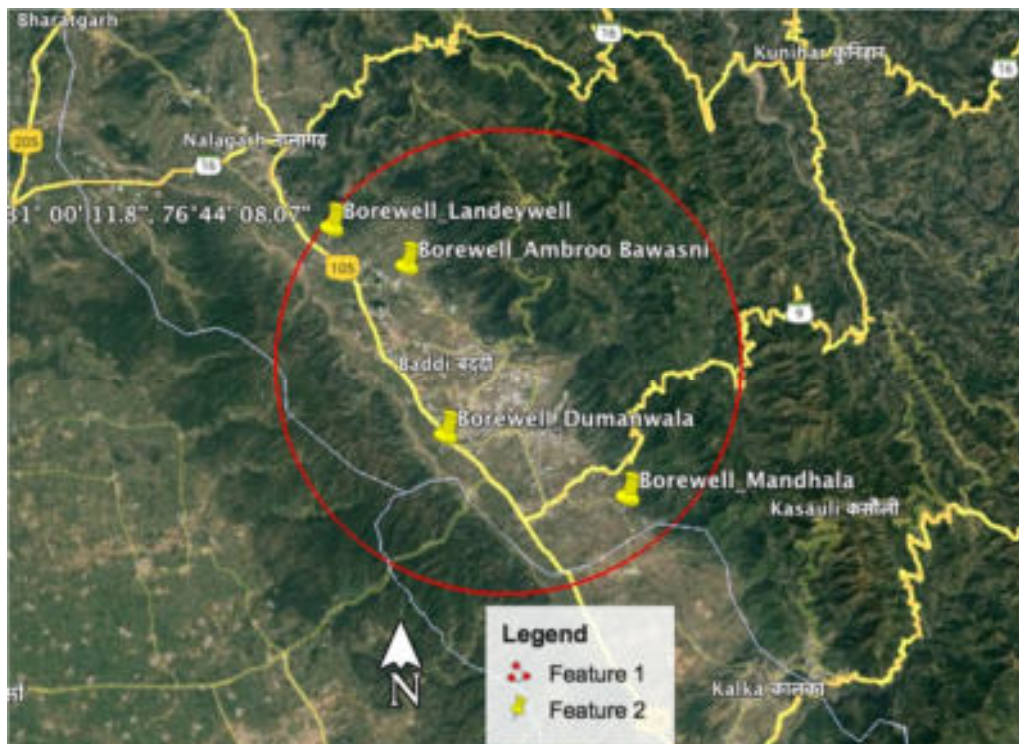 Bharatgarh
16
Kunihar कुनिहार
16
205
Nalagarh नालागढ़
16
31° 00' 11.8", 76°44' 08.07"
Borewell_Landeywell
Borewell_Ambroo Bawasni
105
9
Baddi बद्दी
Borewell_Dumanwala
Borewell_Mandhala
Kasauli कसौली
Legend
Feature 1
Feature 2
N
Kalka कालका